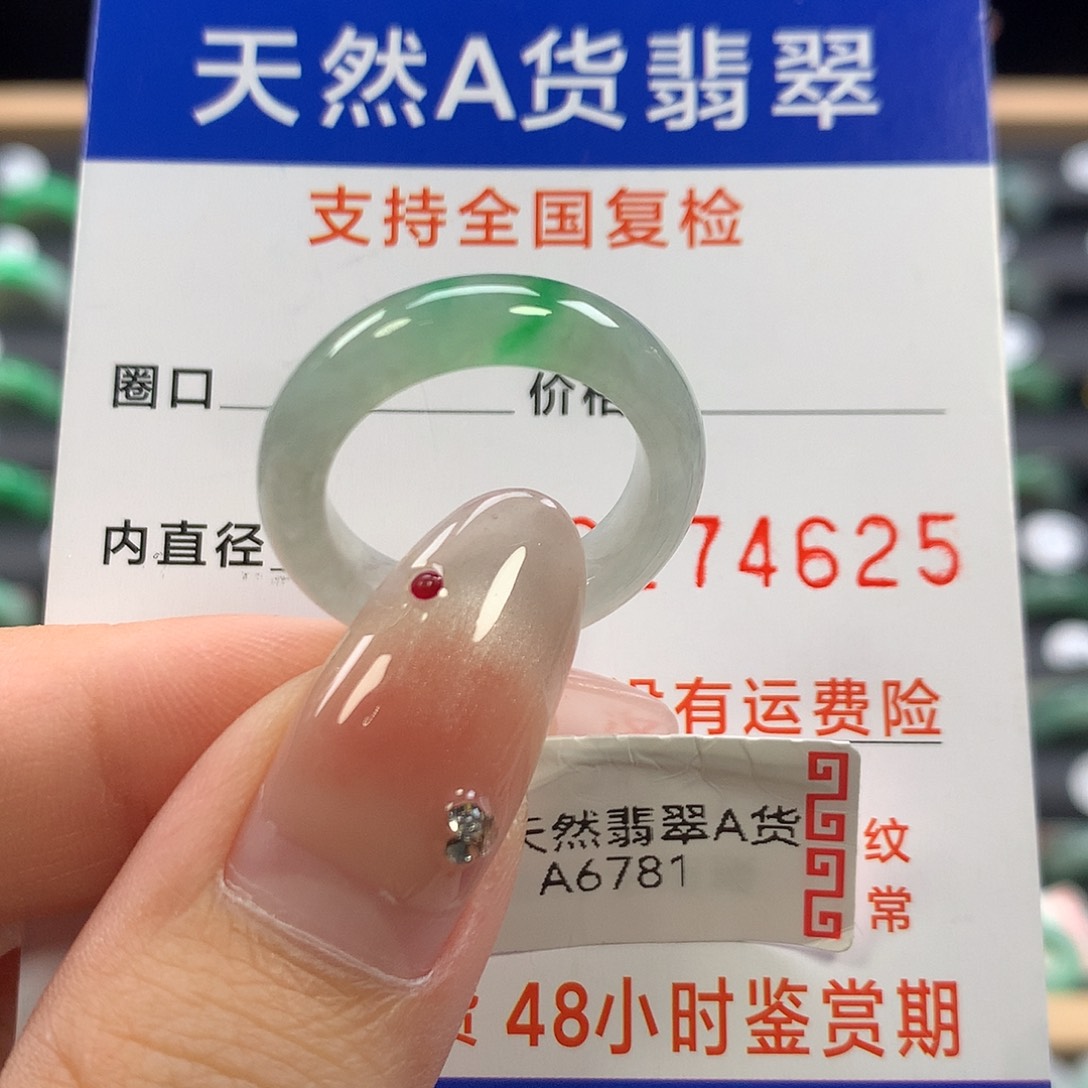 天然A货翡翠
支持全国复检
圈口 价格
内直径
74625
没有运费险
天然翡翠A货
A6781
纹
常
48小时鉴赏期